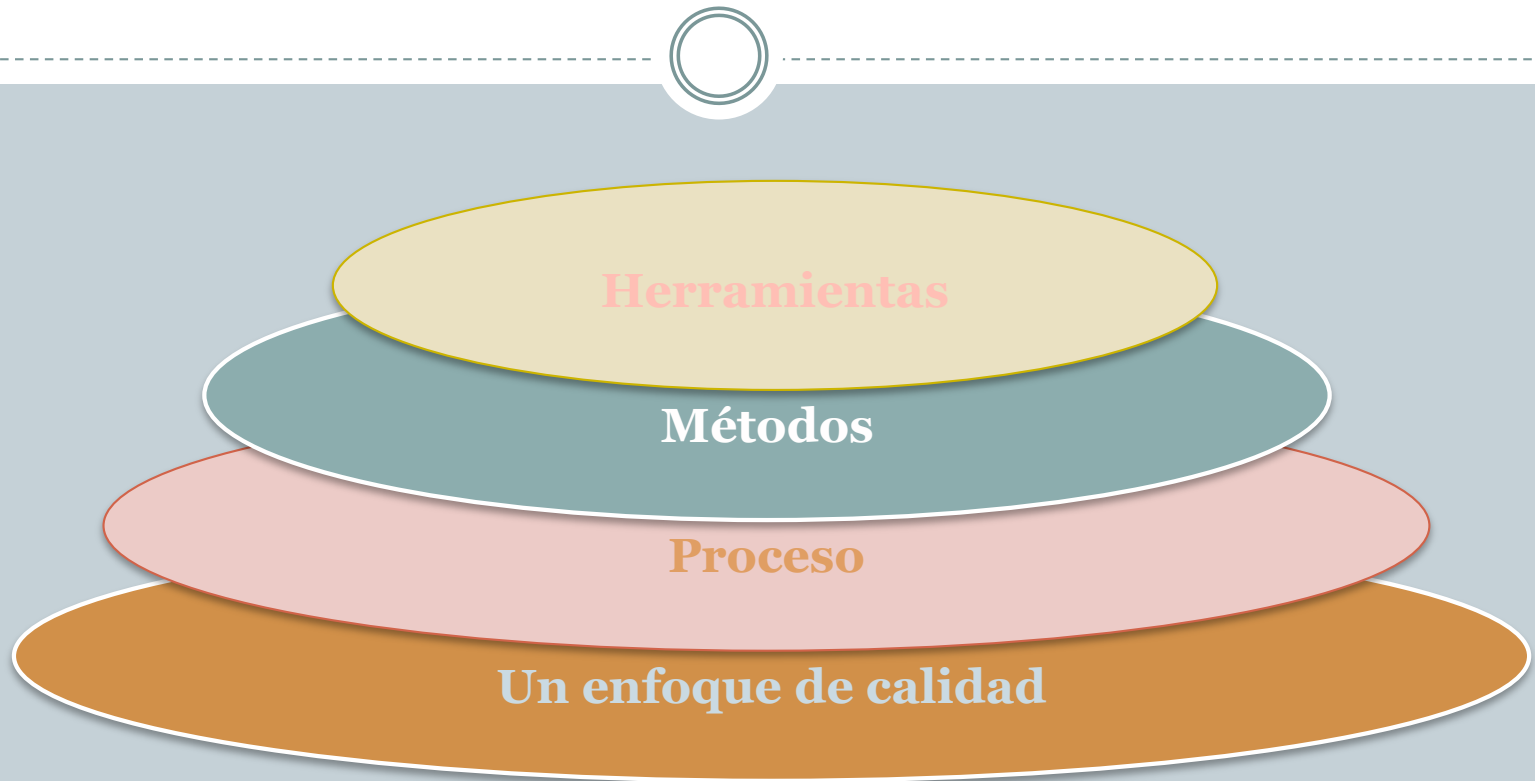 Herramientas
Métodos
Proceso
Un enfoque de calidad